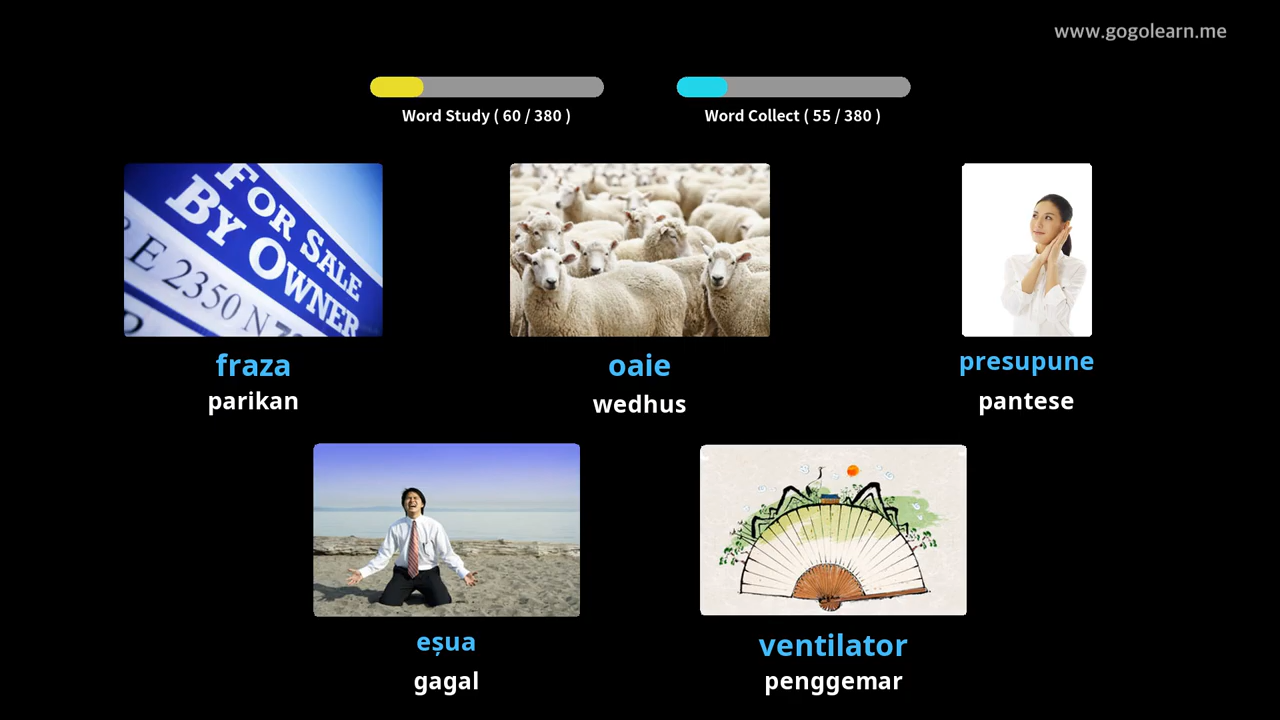 www.gogolearn.me
Word Study ( 60 / 380 )
Word Collect ( 55 / 380 )
FOR SALE
BY OWNER
E 2350 N
fraza
parikan
oaie
wedhus
presupune
pantese
eșua
gagal
ventilator
penggemar